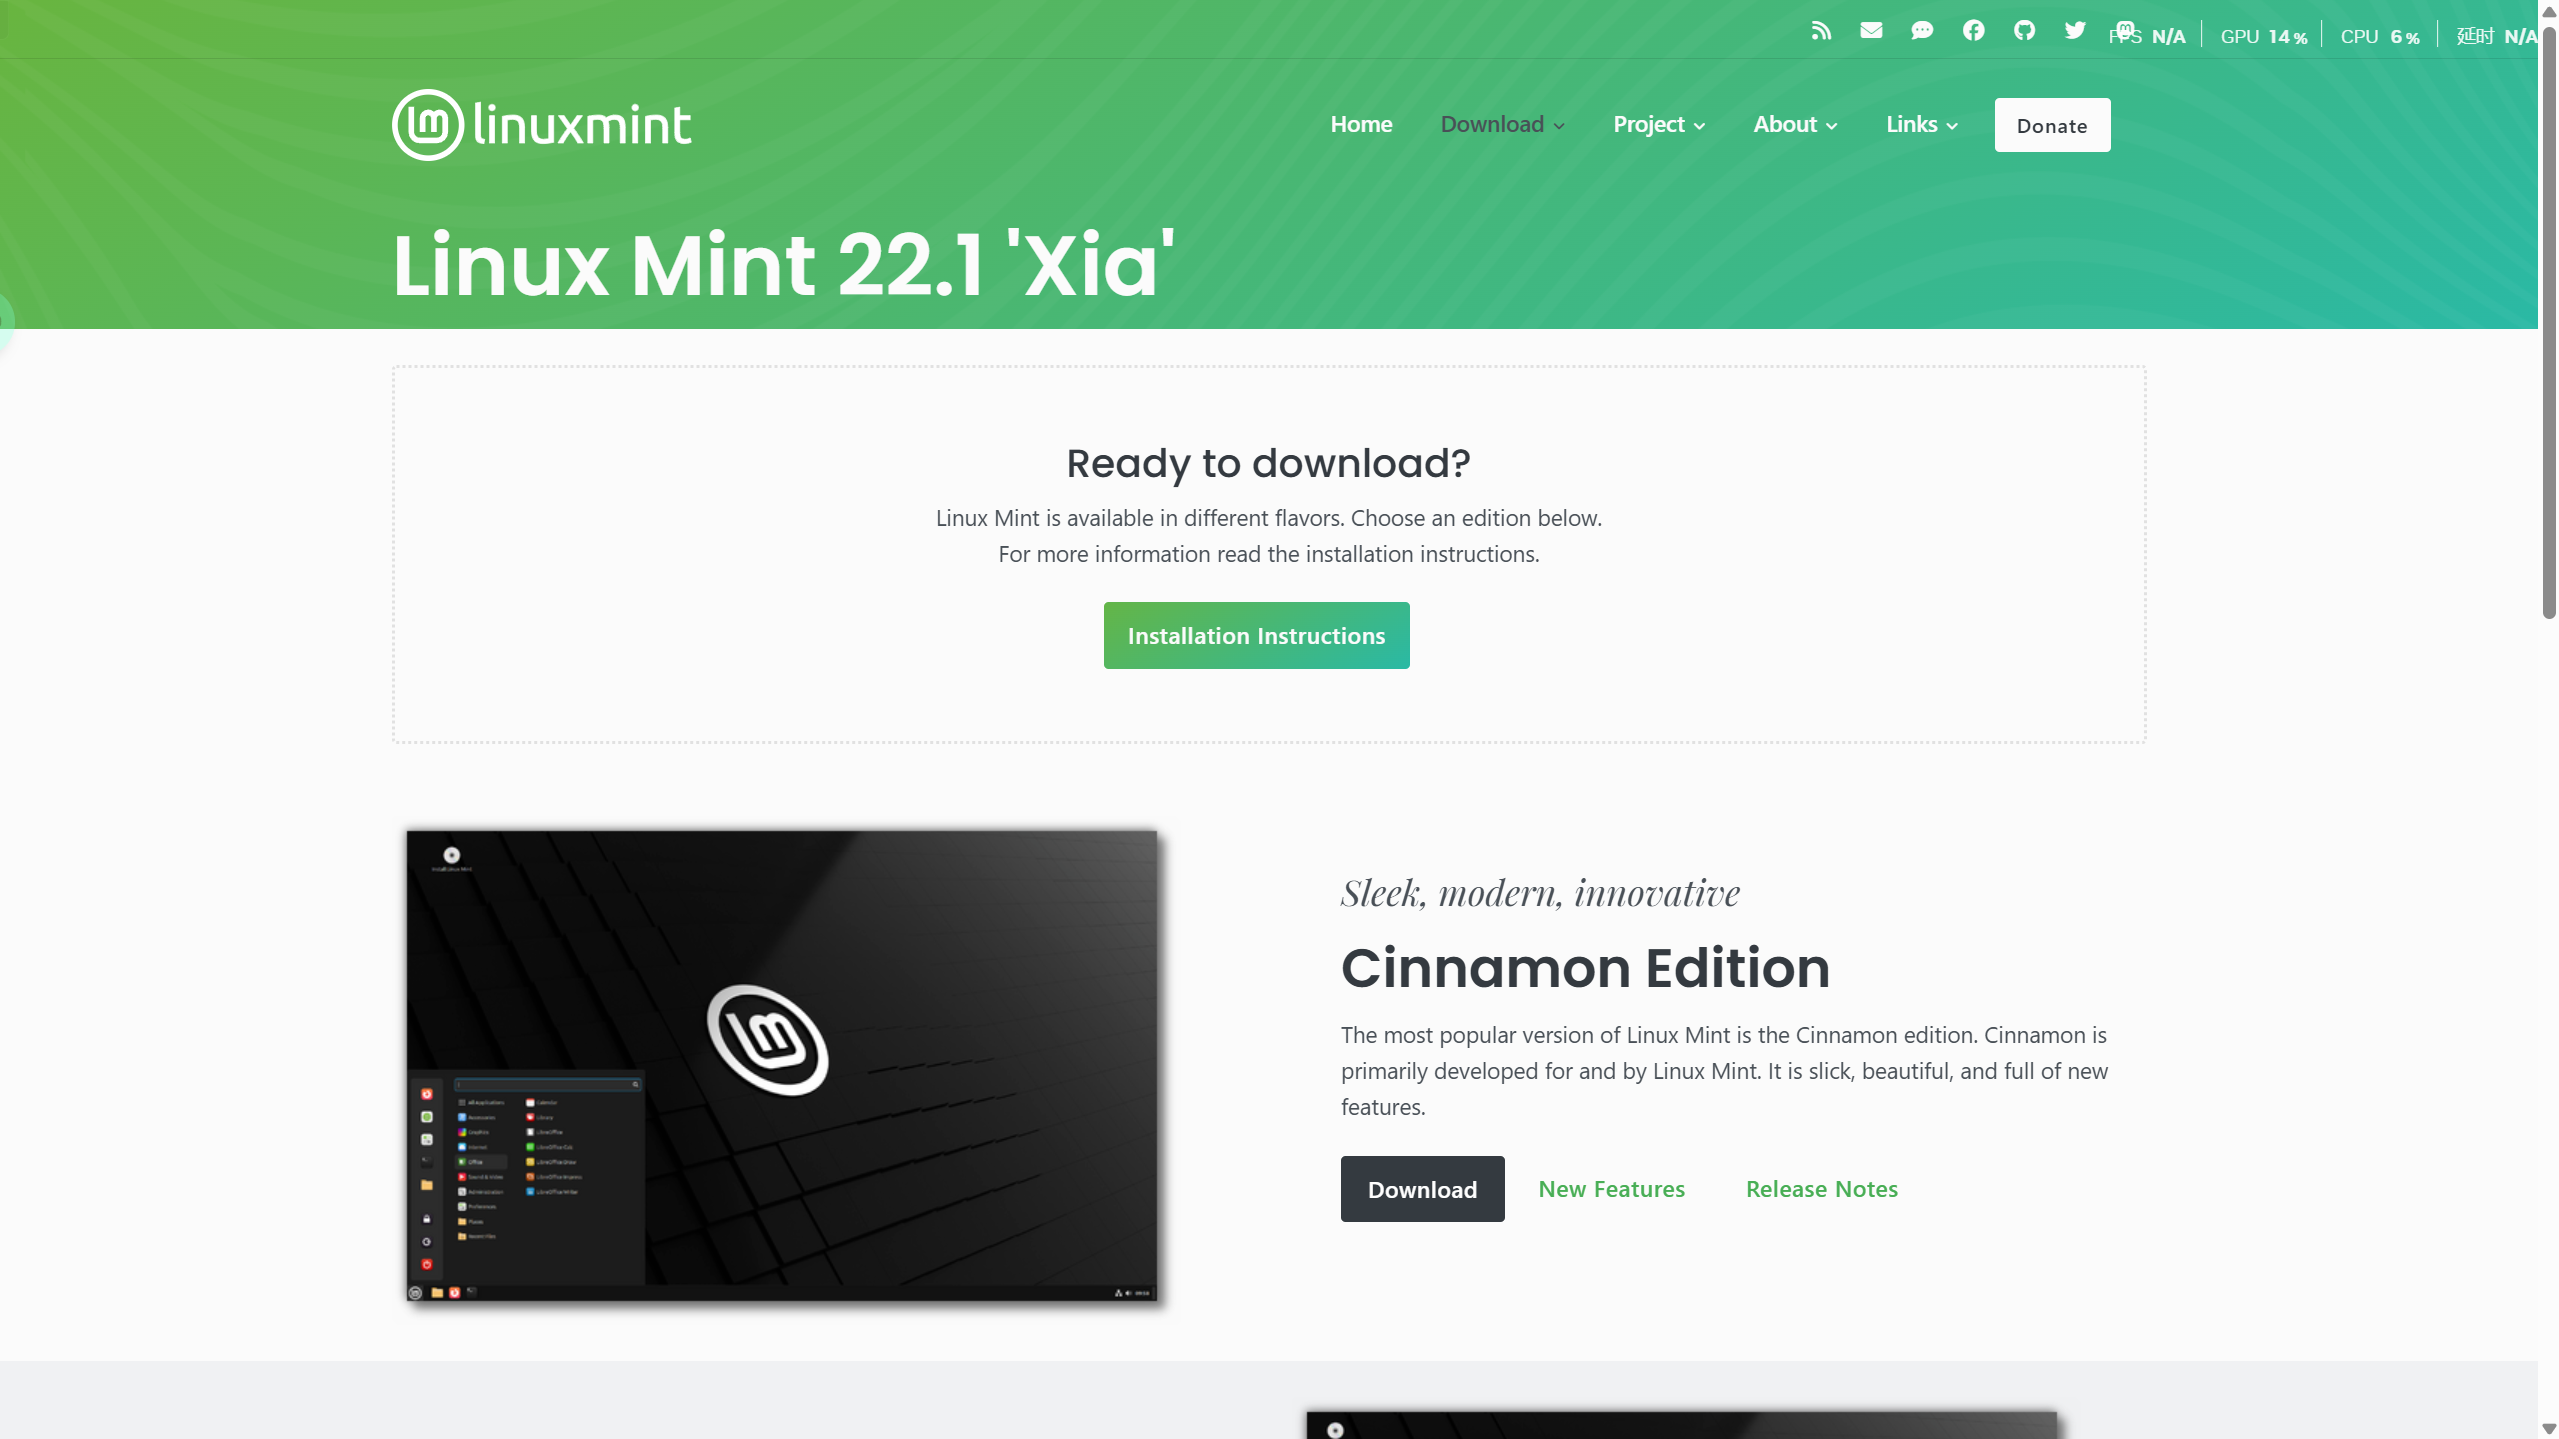 FPS N/A GPU 14 % CPU 6 % 延时 N/A
linuxmint
Home Download Project About Links Donate
Linux Mint 22.1 'Xia'
Ready to download?
Linux Mint is available in different flavors. Choose an edition below.
For more information read the installation instructions.
Installation Instructions
Sleek, modern, innovative
Cinnamon Edition
The most popular version of Linux Mint is the Cinnamon edition. Cinnamon is
primarily developed for and by Linux Mint. It is slick, beautiful, and full of new
features.
Download New Features Release Notes